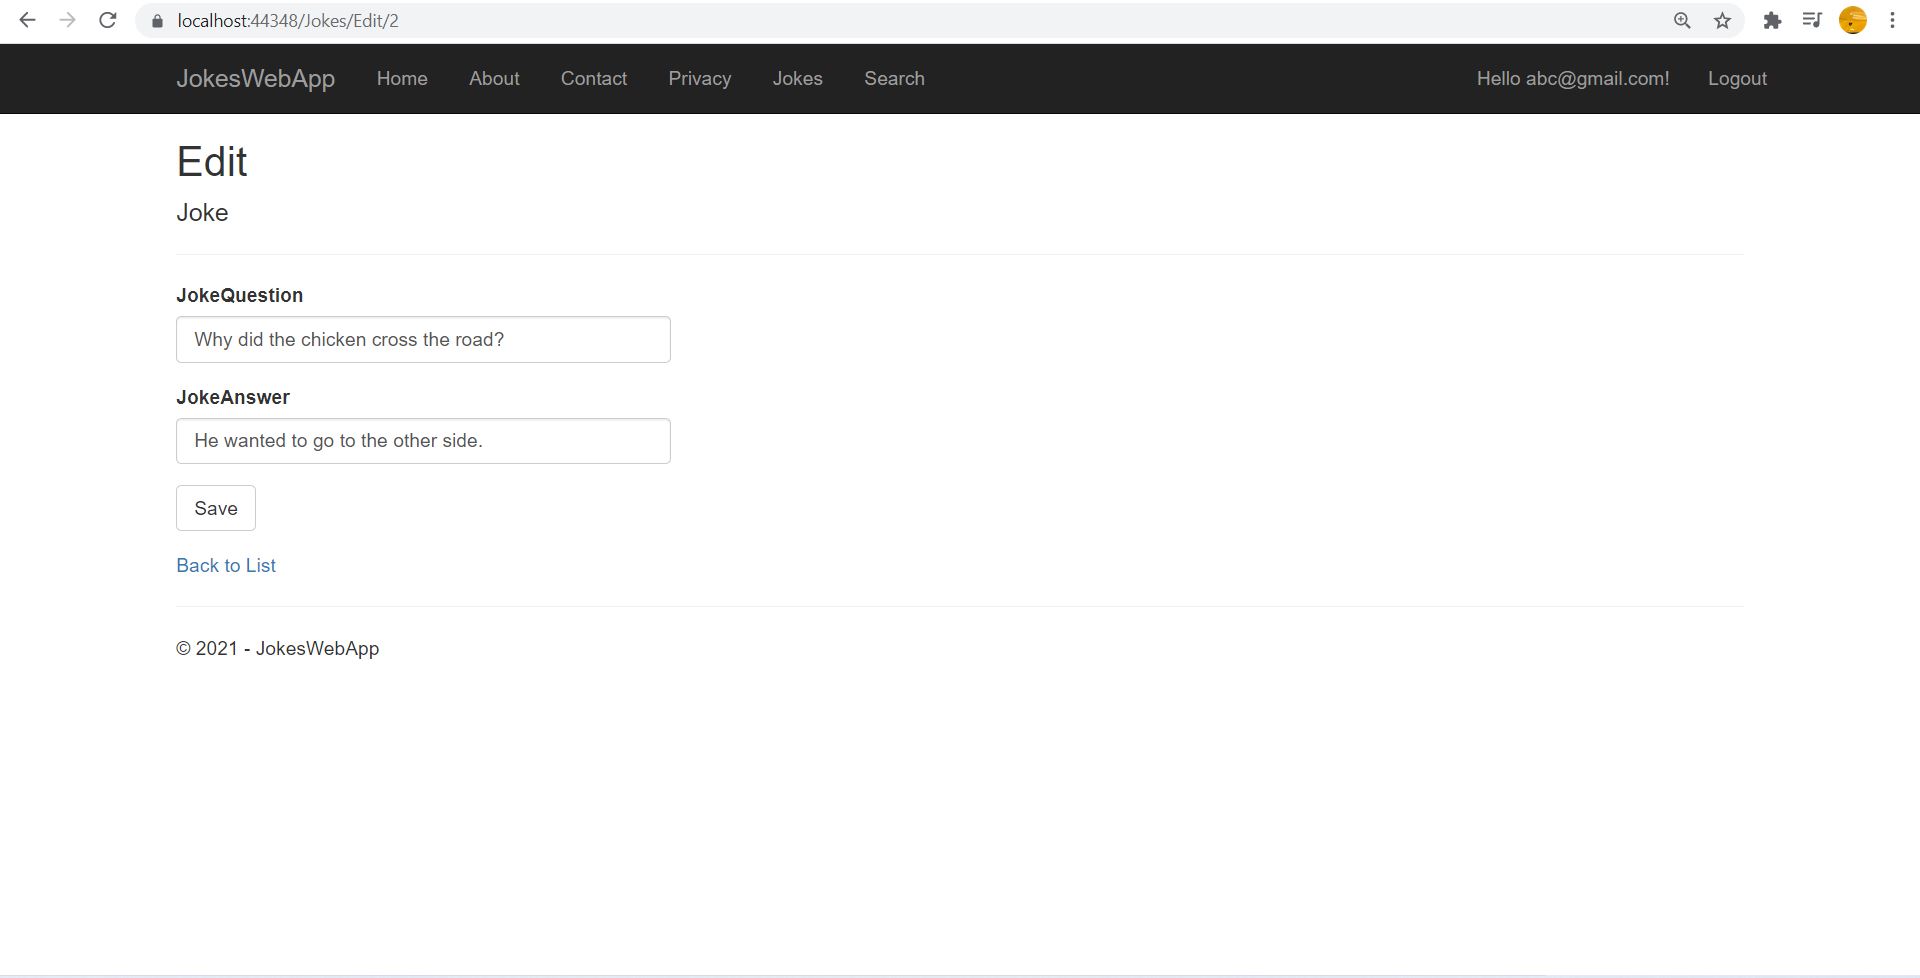 localhost:44348/Jokes/Edit/2
JokesWebApp Home About Contact Privacy Jokes Search Hello abc@gmail.com! Logout
Edit
Joke
JokeQuestion
Why did the chicken cross the road?
JokeAnswer
He wanted to go to the other side.
Save
Back to List
© 2021 - JokesWebApp